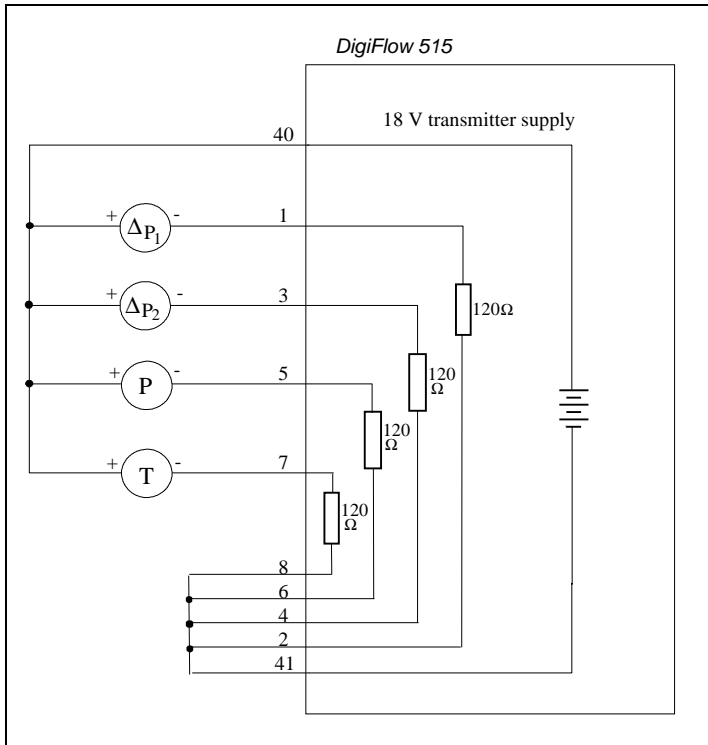 DigiFlow 515
18 V transmitter supply
40
+ ΔP1 - 1
120Ω
+ ΔP2 - 3
120
Ω
+ P - 5
120
Ω
+ T - 7
120
Ω
8
6
4
2
41